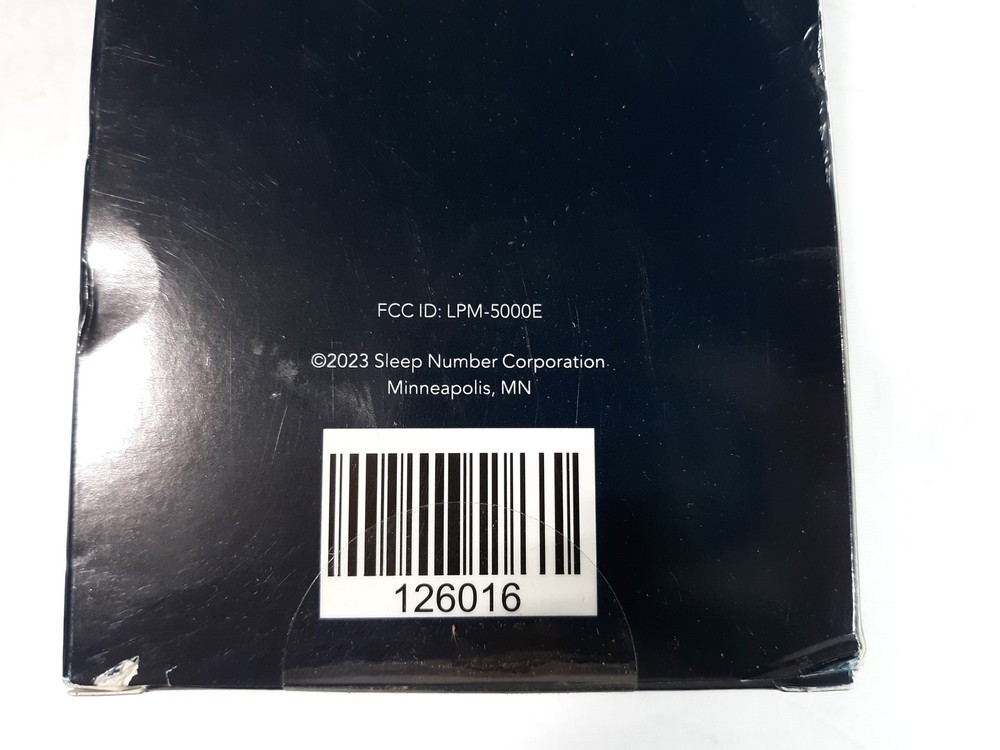 FCC ID: LPM-5000E
©2023 Sleep Number Corporation
Minneapolis, MN
126016